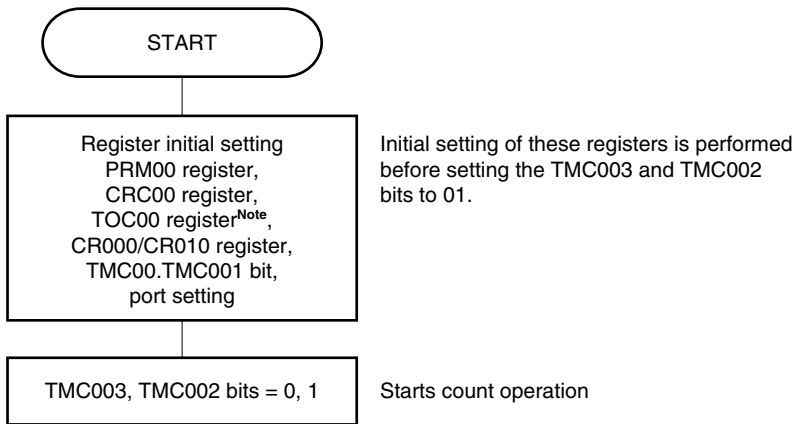 START
Register initial setting
PRM00 register,
CRC00 register,
TOC00 registerNote,
CR000/CR010 register,
TMC00.TMC001 bit,
port setting
Initial setting of these registers is performed
before setting the TMC003 and TMC002
bits to 01.
TMC003, TMC002 bits = 0, 1
Starts count operation